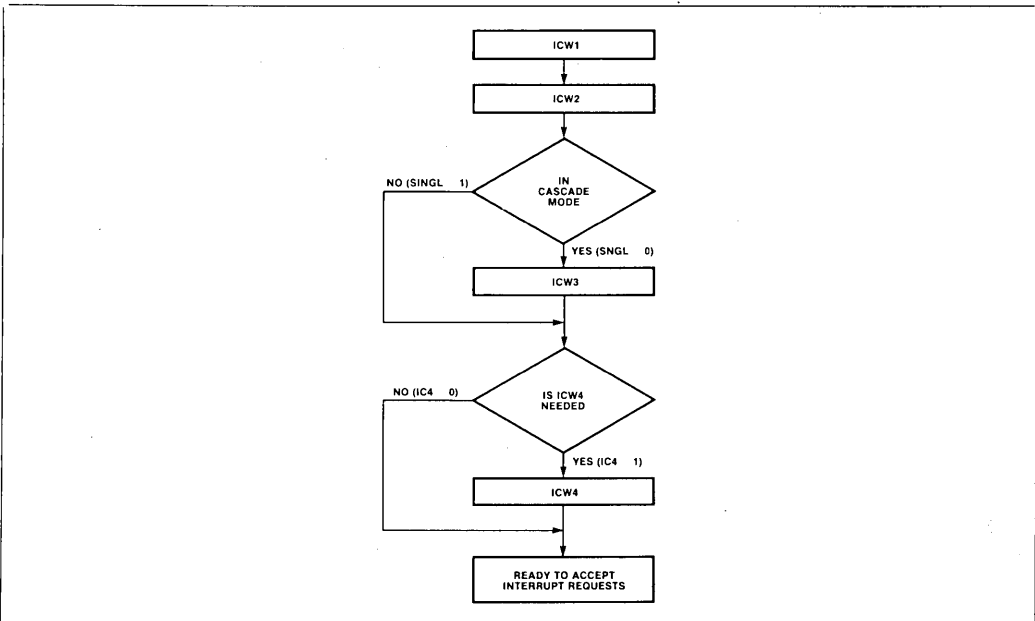 ICW1
ICW2
IN
CASCADE
MODE
NO (SINGL 1)
YES (SNGL 0)
ICW3
IS ICW4
NEEDED
NO (IC4 0)
YES (IC4 1)
ICW4
READY TO ACCEPT
INTERRUPT REQUESTS